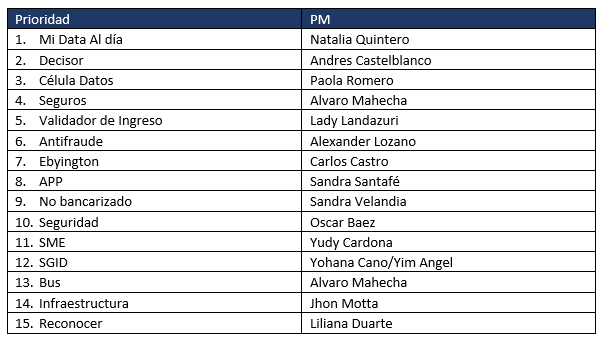 Prioridad PM
1. Mi Data Al día Natalia Quintero
2. Decisor Andres Castelblanco
3. Célula Datos Paola Romero
4. Seguros Alvaro Mahecha
5. Validador de Ingreso Lady Landazuri
6. Antifraude Alexander Lozano
7. Ebyington Carlos Castro
8. APP Sandra Santafé
9. No bancarizado Sandra Velandia
10. Seguridad Oscar Baez
11. SME Yudy Cardona
12. SGID Yohana Cano/Yim Angel
13. Bus Alvaro Mahecha
14. Infraestructura Jhon Motta
15. Reconocer Liliana Duarte